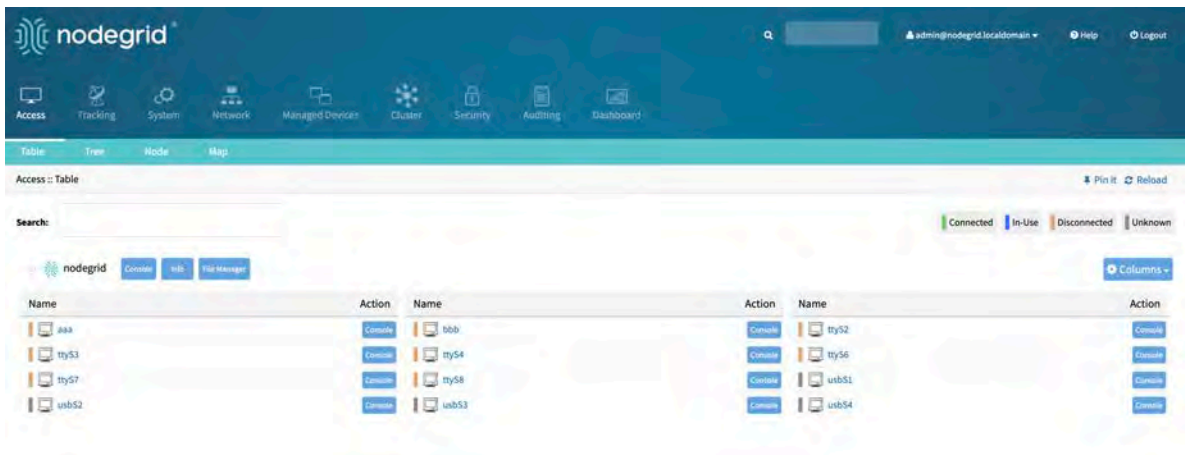 nodegrid®
admin@nodegrid.localdomain Help Logout
Access Tracking System Network Managed Devices Cluster Security Auditing Dashboard
Table Tree Node Map
Access :: Table Pin it Reload
Search: Connected In-Use Disconnected Unknown
nodegrid Console Info File Manager Columns
Name Action Name Action Name Action
aaa Console bbb Console ttyS2 Console
ttyS3 Console ttyS4 Console ttyS6 Console
ttyS7 Console ttyS8 Console usbS1 Console
usbS2 Console usbS3 Console usbS4 Console